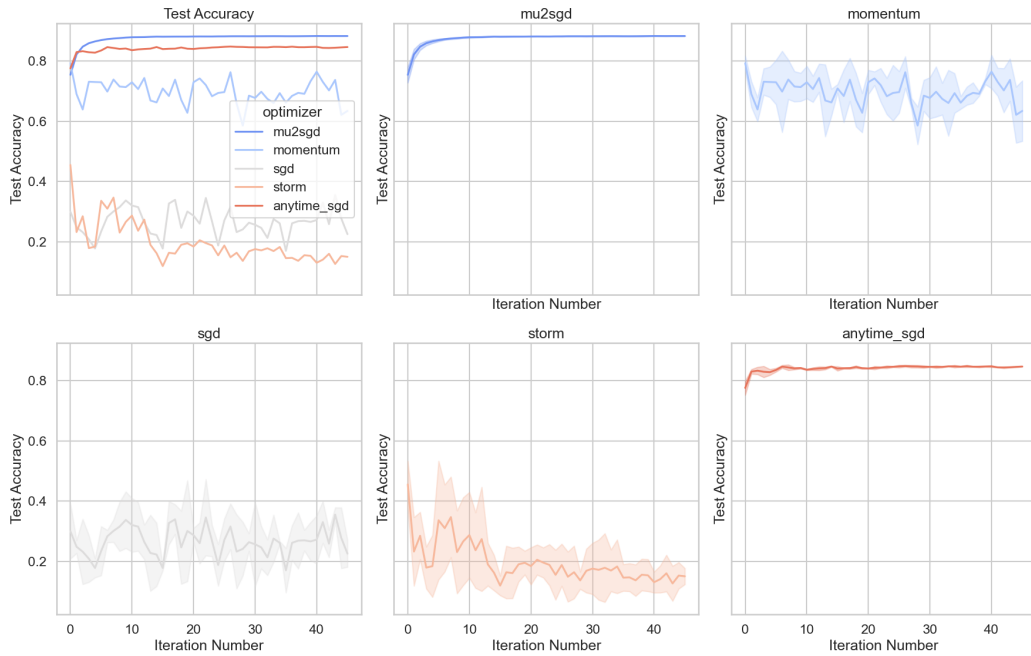 Test Accuracy
mu2sgd
momentum
Test Accuracy
0.8
0.6
0.4
0.2
optimizer
mu2sgd
momentum
sgd
storm
anytime_sgd
Test Accuracy
Iteration Number
Test Accuracy
Iteration Number
sgd
storm
anytime_sgd
Test Accuracy
0.8
0.6
0.4
0.2
0
10
20
30
40
Iteration Number
Test Accuracy
0
10
20
30
40
Iteration Number
Test Accuracy
0
10
20
30
40
Iteration Number